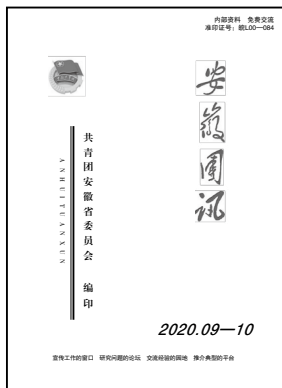 内部资料 免费交流
准印证号：皖L00—084
安徽团讯
共青团安徽省委员会 编印
ANHUITUANXUN
2020.09—10
宣传工作的窗口 研究问题的论坛 交流经验的园地 推介典型的平台